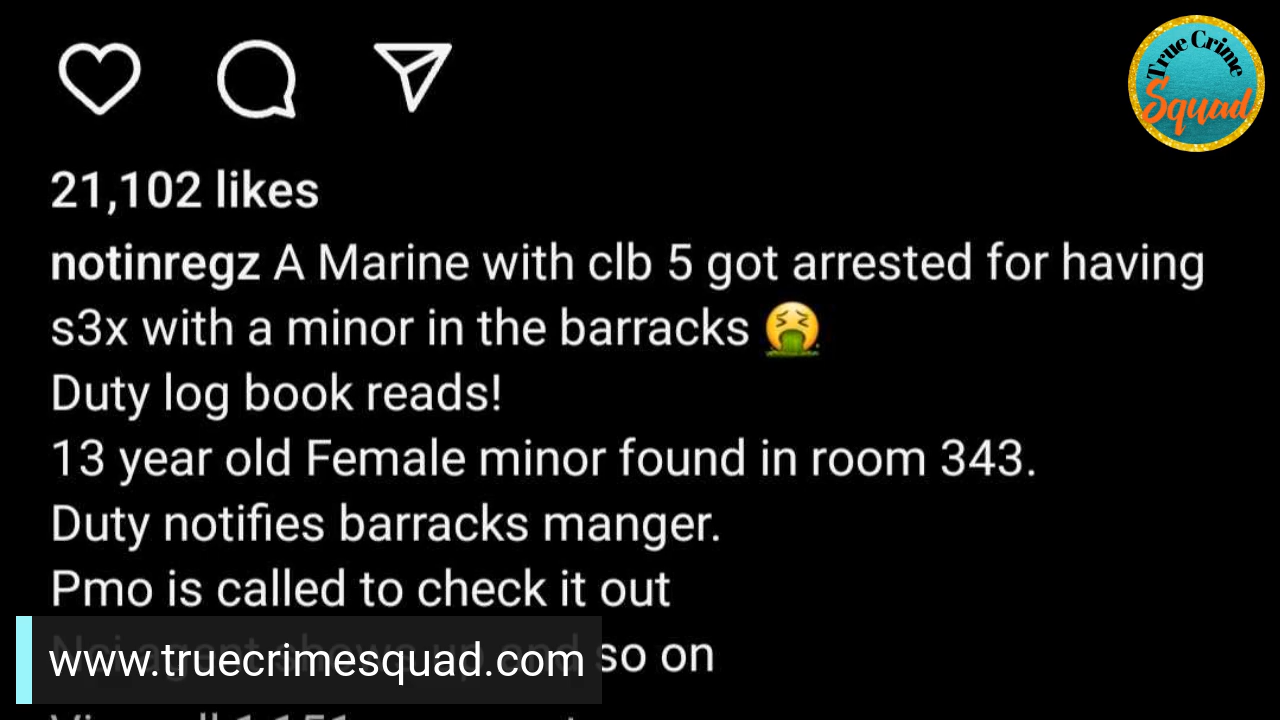 True Crime
Squad
21,102 likes
notinregz A Marine with clb 5 got arrested for having
s3x with a minor in the barracks 🤮
Duty log book reads!
13 year old Female minor found in room 343.
Duty notifies barracks manger.
Pmo is called to check it out
so on
www.truecrimesquad.com